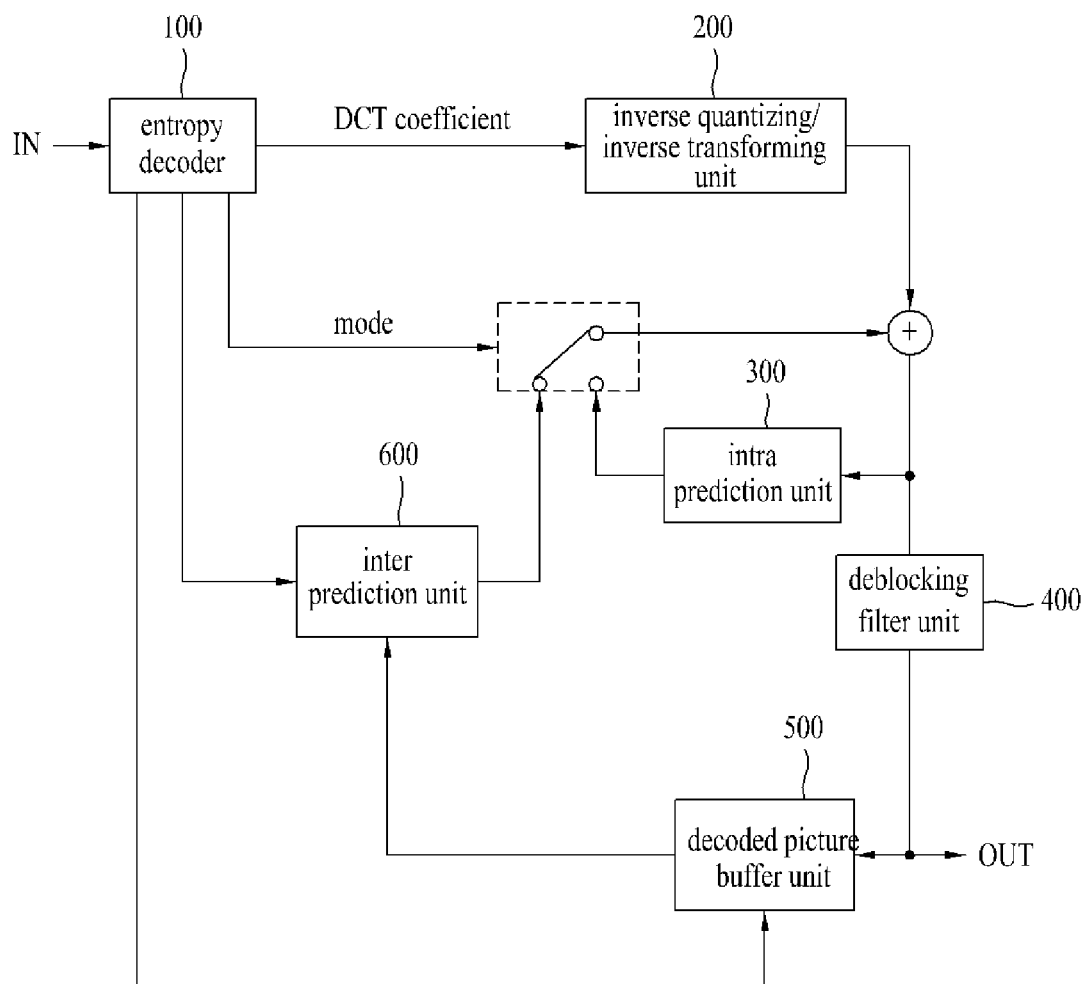 100
200
IN
entropy
decoder
DCT coefficient
inverse quantizing/
inverse transforming
unit
mode
+
300
600
intra
prediction unit
inter
prediction unit
deblocking
filter unit
400
500
decoded picture
buffer unit
OUT